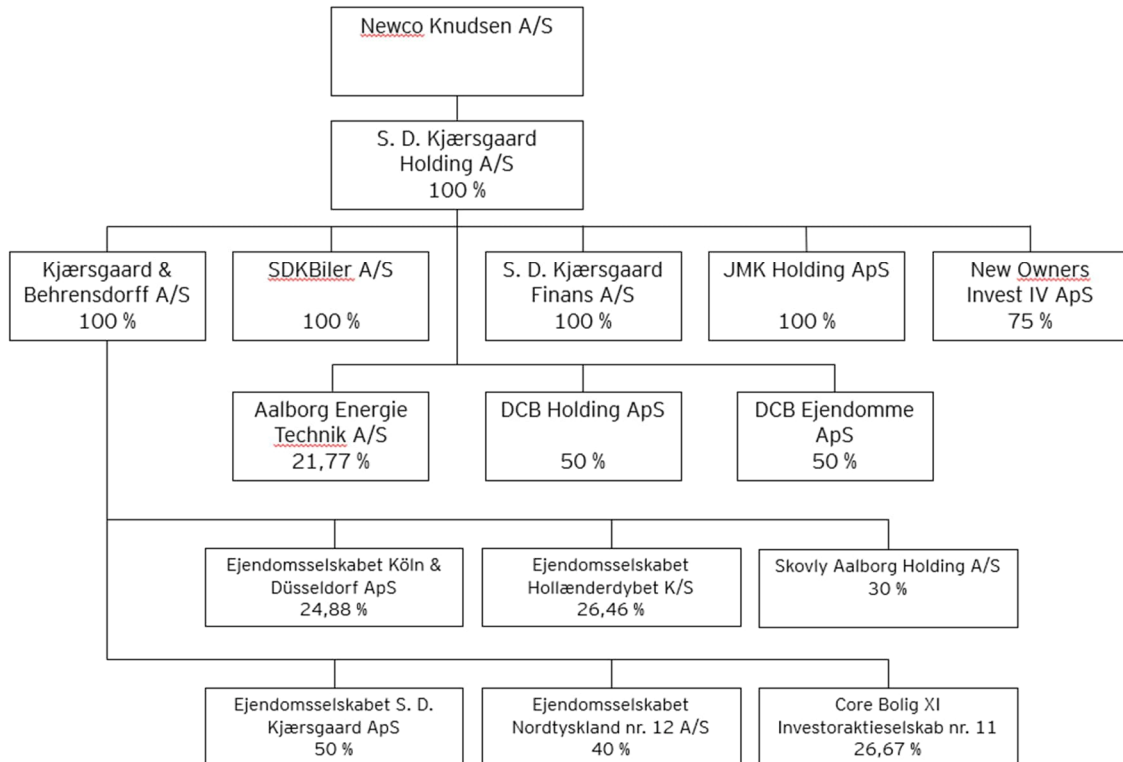 Newco Knudsen A/S
S. D. Kjærsgaard
Holding A/S
100 %
Kjærsgaard &
Behrensdorff A/S
100 %
SDKBiler A/S
100 %
S. D. Kjærsgaard
Finans A/S
100 %
JMK Holding ApS
100 %
New Owners
Invest IV ApS
75 %
Aalborg Energie
Technik A/S
21,77 %
DCB Holding ApS
50 %
DCB Ejendomme
ApS
50 %
Ejendomsselskabet Köln &
Düsseldorf ApS
24,88 %
Ejendomsselskabet
Hollænderdybet K/S
26,46 %
Skovly Aalborg Holding A/S
30 %
Ejendomsselskabet S. D.
Kjærsgaard ApS
50 %
Ejendomsselskabet
Nordtyskland nr. 12 A/S
40 %
Core Bolig XI
Investoraktieselskab nr. 11
26,67 %